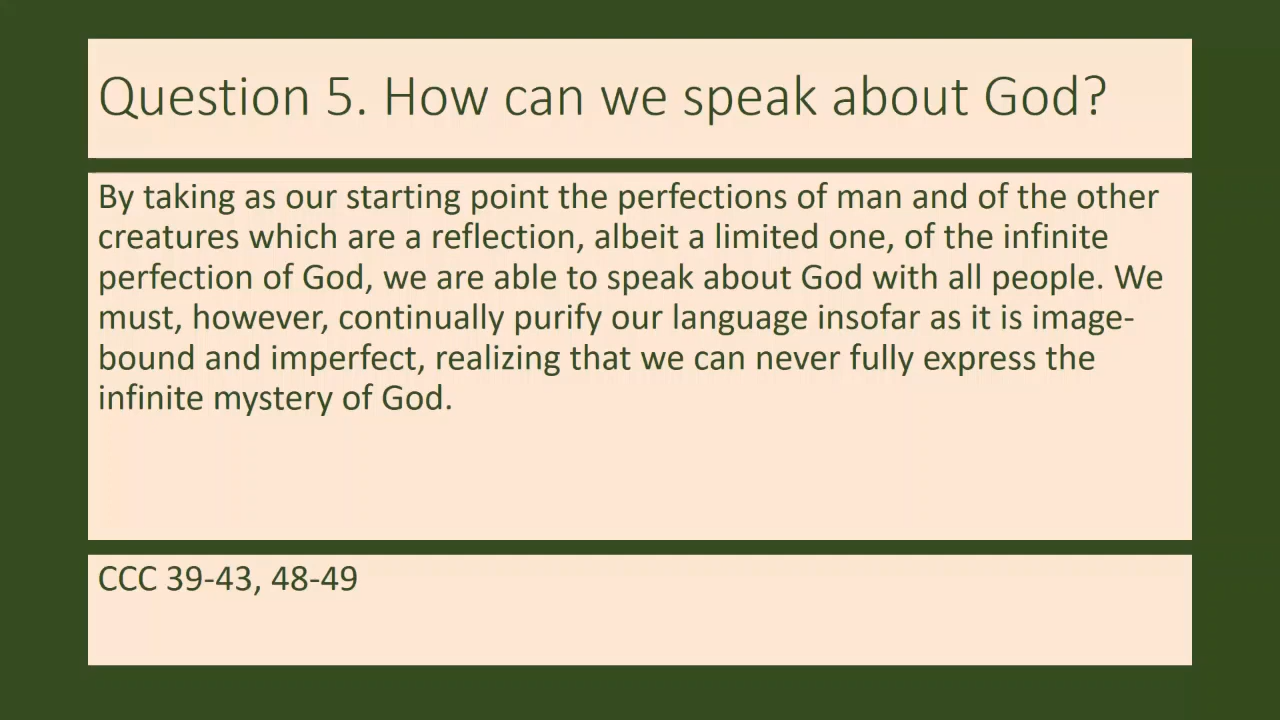 Question 5. How can we speak about God?
By taking as our starting point the perfections of man and of the other
creatures which are a reflection, albeit a limited one, of the infinite
perfection of God, we are able to speak about God with all people. We
must, however, continually purify our language insofar as it is image-
bound and imperfect, realizing that we can never fully express the
infinite mystery of God.
CCC 39-43, 48-49